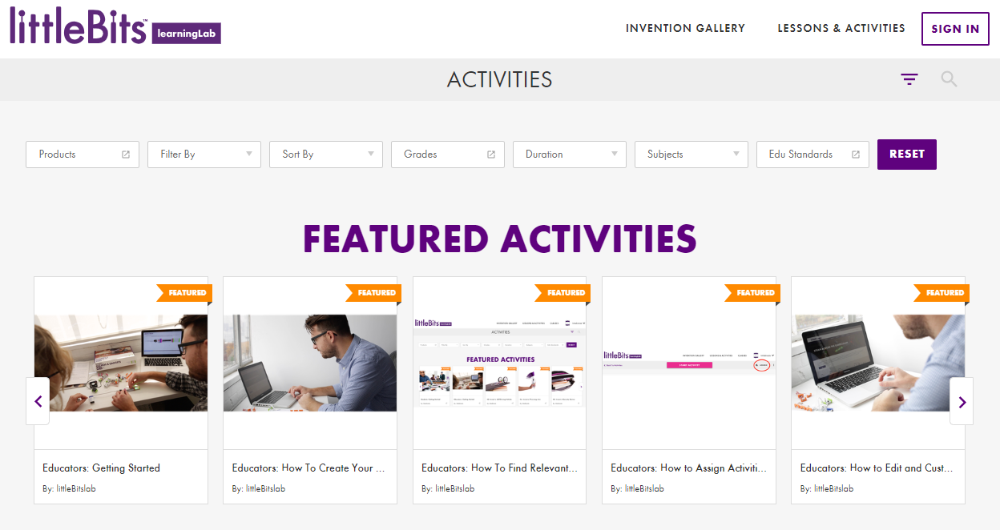 littleBits™ learningLab
INVENTION GALLERY
LESSONS & ACTIVITIES
SIGN IN
ACTIVITIES
Products
Filter By
Sort By
Grades
Duration
Subjects
Edu Standards
RESET
FEATURED ACTIVITIES
FEATURED
FEATURED
FEATURED
FEATURED
FEATURED
littleBits
ACTIVITIES
FEATURED ACTIVITIES
littleBits
START ACTIVITY
Educators: Getting Started
By: littleBitslab
Educators: How To Create Your ...
By: littleBitslab
Educators: How To Find Relevant...
By: littleBitslab
Educators: How to Assign Activiti...
By: littleBitslab
Educators: How to Edit and Cust...
By: littleBitslab